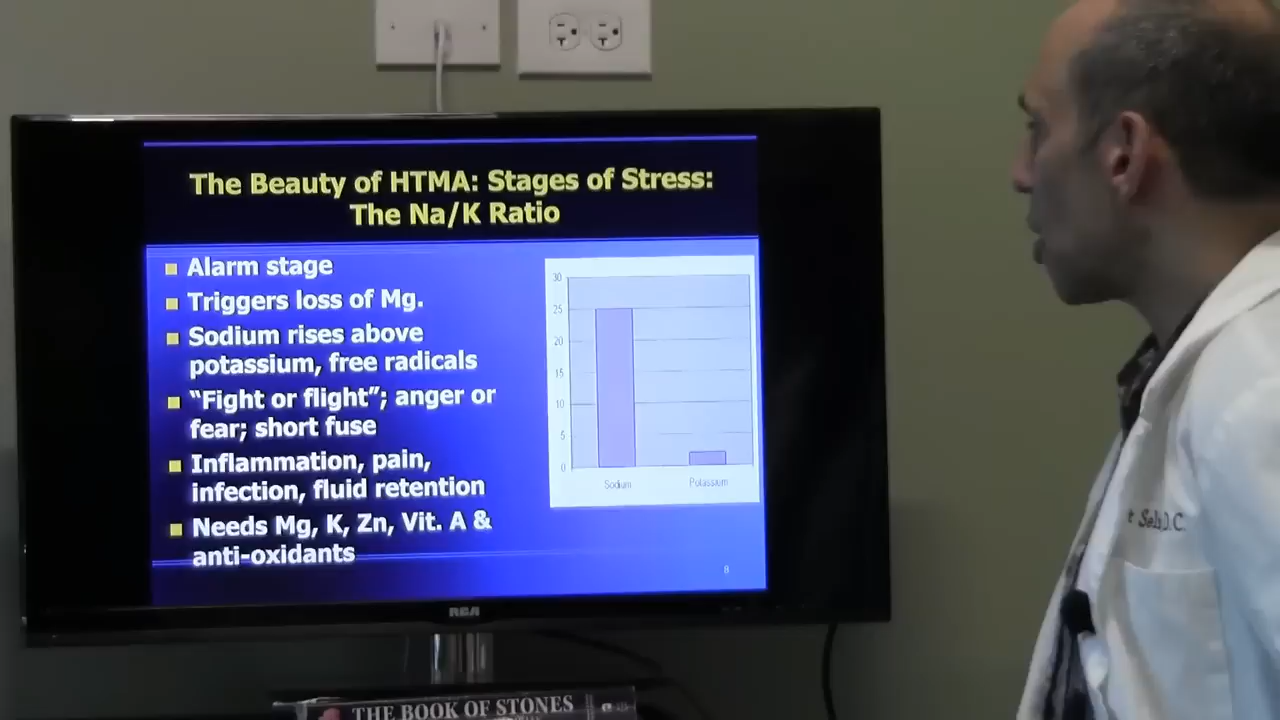 The Beauty of HTMA: Stages of Stress:
The Na/K Ratio
Alarm stage
Triggers loss of Mg.
Sodium rises above
potassium, free radicals
“Fight or flight”; anger or
fear; short fuse
Inflammation, pain,
infection, fluid retention
Needs Mg, K, Zn, Vit. A &
anti-oxidants
30
25
20
15
10
5
0
Sodium Potassium
8
RCA
D.C.
THE BOOK OF STONES